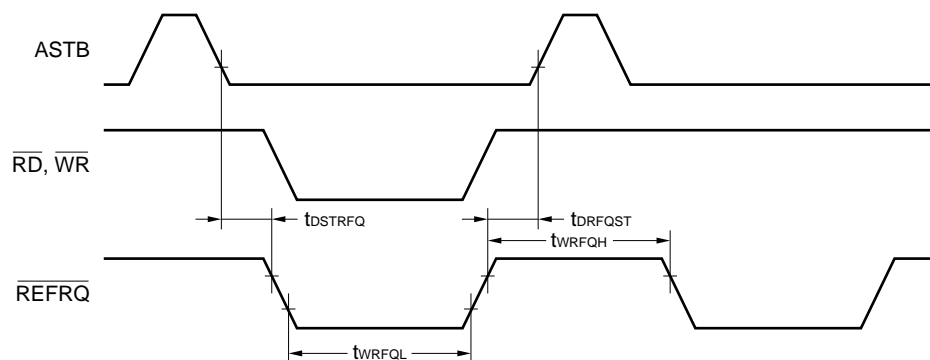 ASTB
RD, WR
tDSTRFQ
tDRFQST
tWRFQH
REFRQ
tWRFQL